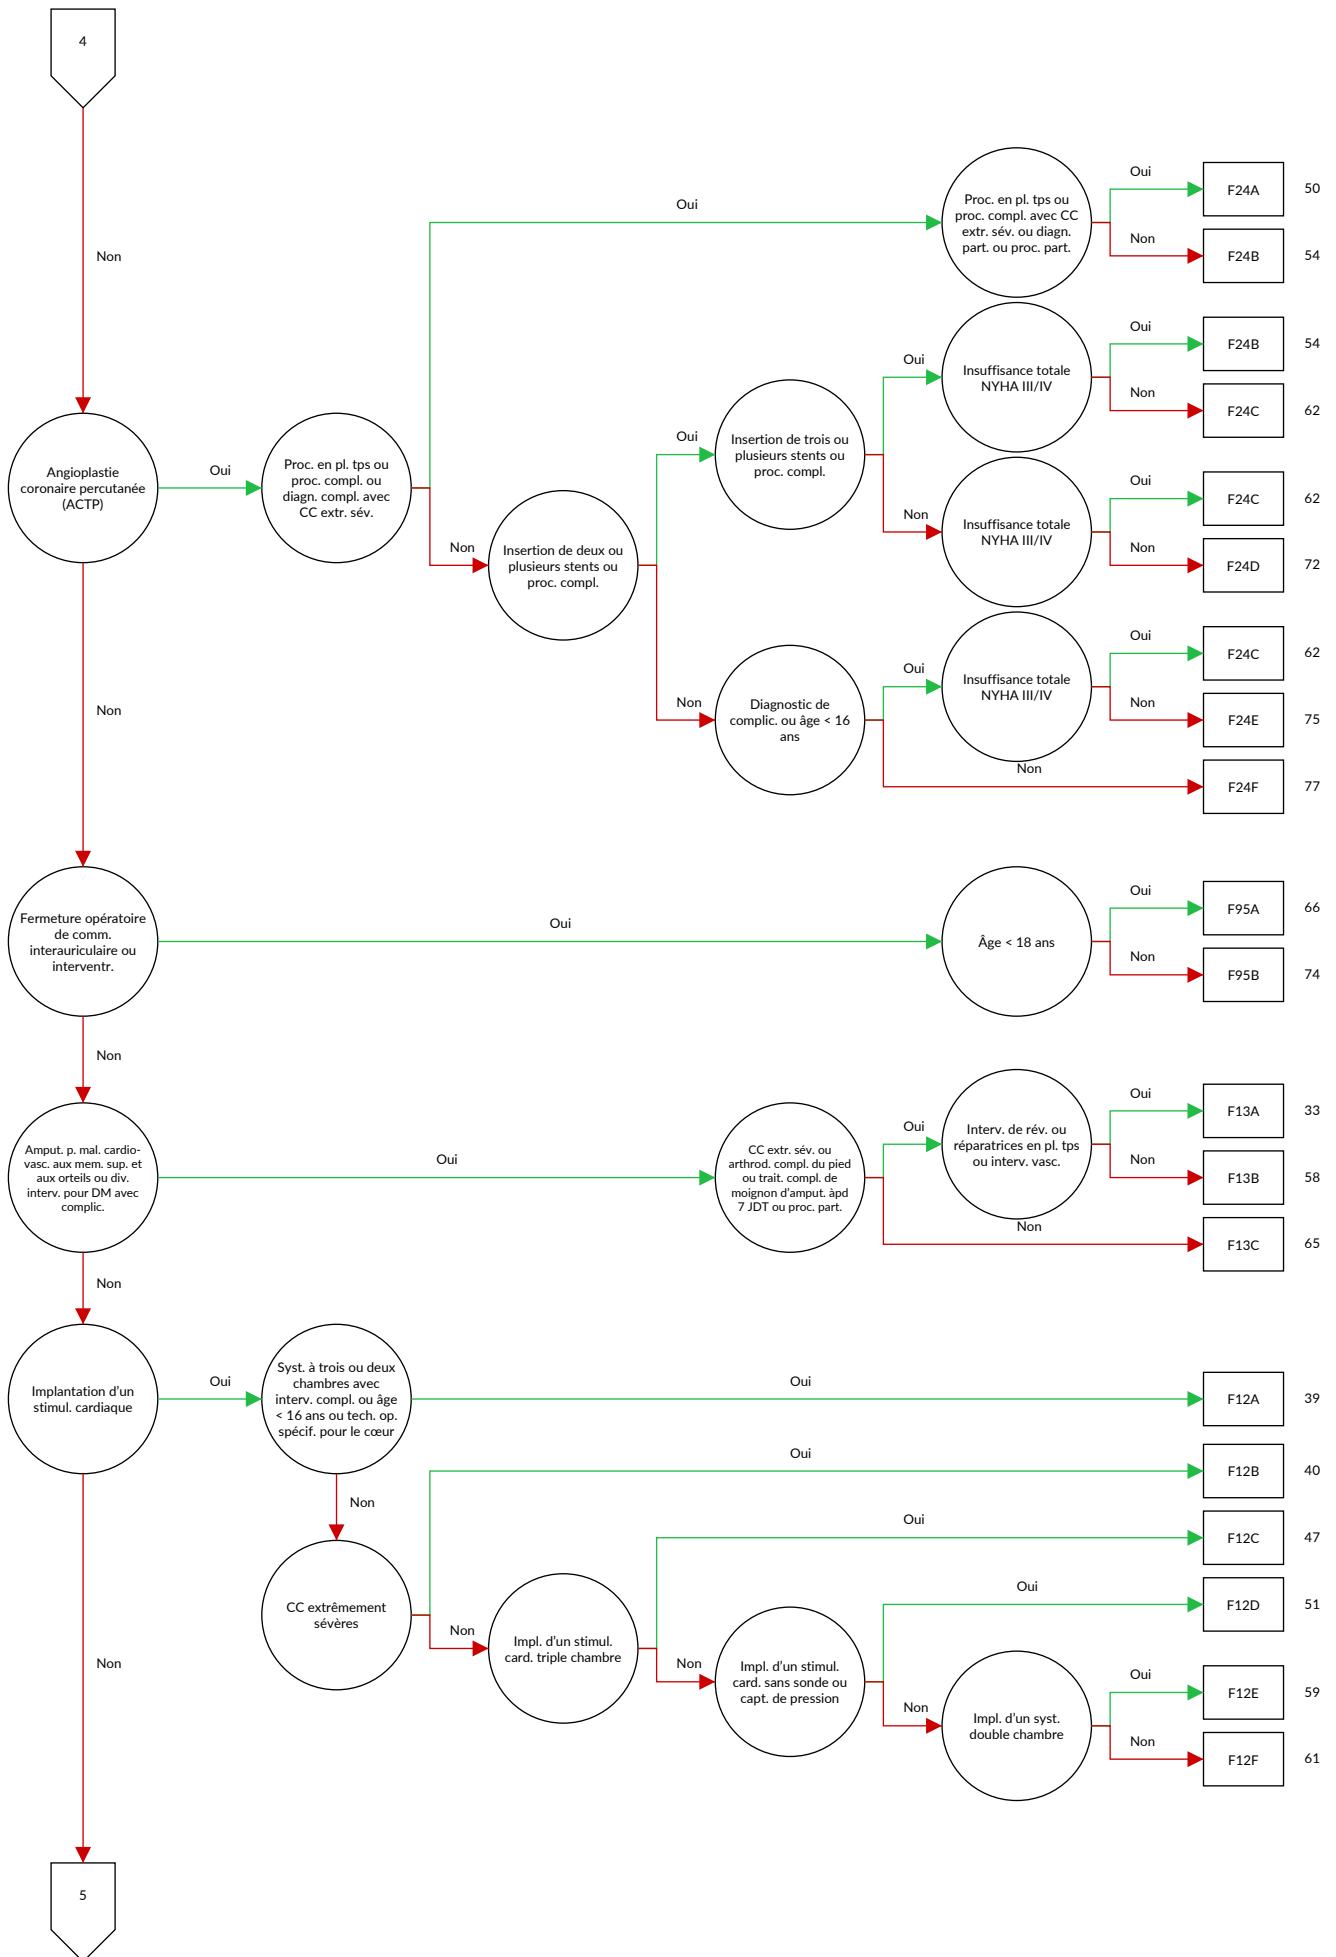 4
Non
Angioplastie
coronaire percutanée
(ACTP)
Oui
Proc. en pl. tps ou
proc. compl. ou
diagn. compl. avec
CC extr. sév.
Oui
Proc. en pl. tps ou
proc. compl. avec CC
extr. sév. ou diagn.
part. ou proc. part.
Oui
F24A
50
Non
F24B
54
Non
Insertion de deux ou
plusieurs stents ou
proc. compl.
Oui
Insertion de trois ou
plusieurs stents ou
proc. compl.
Oui
Insuffisance totale
NYHA III/IV
Oui
F24B
54
Non
F24C
62
Non
Insuffisance totale
NYHA III/IV
Oui
F24C
62
Non
F24D
72
Non
Diagnostic de
complic. ou âge < 16
ans
Oui
Insuffisance totale
NYHA III/IV
Oui
F24C
62
Non
F24E
75
Non
F24F
77
Non
Fermeture opératoire
de comm.
interauriculaire ou
interventr.
Oui
Âge < 18 ans
Oui
F95A
66
Non
F95B
74
Non
Amput. p. mal. cardio-
vasc. aux mem. sup. et
aux orteils ou div.
interv. pour DM avec
complic.
Oui
CC extr. sév. ou
arthrod. compl. du pied
ou trait. compl. de
moignon d'amput. àpd
7 JDT ou proc. part.
Oui
Interv. de rév. ou
réparatrices en pl. tps
ou interv. vasc.
Oui
F13A
33
Non
F13B
58
Non
F13C
65
Non
Implantation d'un
stimul. cardiaque
Oui
Syst. à trois ou deux
chambres avec
interv. compl. ou âge
< 16 ans ou tech. op.
spécif. pour le cœur
Oui
F12A
39
Non
CC extrêmement
sévères
Oui
F12B
40
Non
Impl. d'un stimul.
card. triple chambre
Oui
F12C
47
Non
Impl. d'un stimul.
card. sans sonde ou
capt. de pression
Oui
F12D
51
Non
Impl. d'un syst.
double chambre
Oui
F12E
59
Non
F12F
61
Non
5